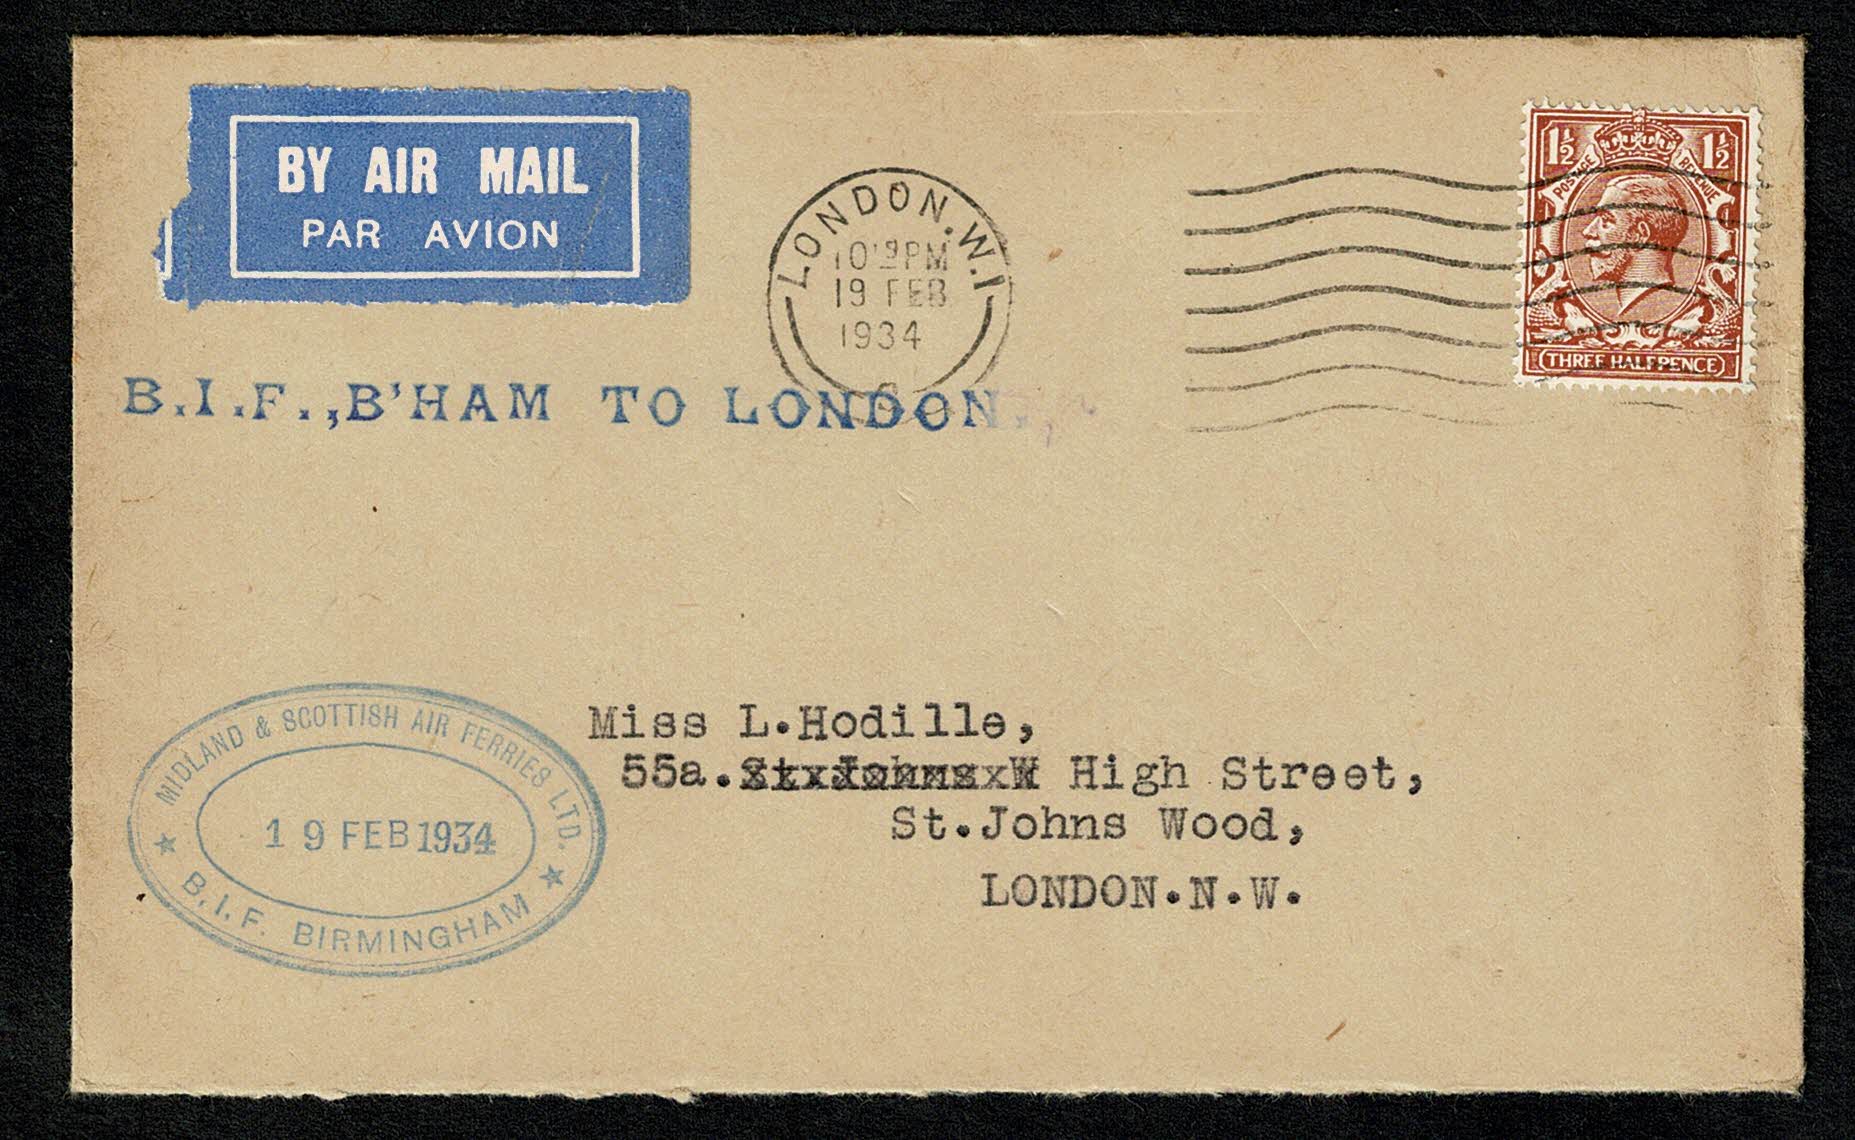 BY AIR MAIL
PAR AVION
LONDON.W.1
PM
19 FEB
1934
1½ 1½
POSTAGE REVENUE
THREE HALFPENCE
B.I.F.,B'HAM TO LONDON.
MIDLAND & SCOTTISH AIR FERRIES LTD.
19 FEB 1934
B.I.F. BIRMINGHAM
Miss L.Hodille,
55a. High Street,
St.Johns Wood,
LONDON.N.W.